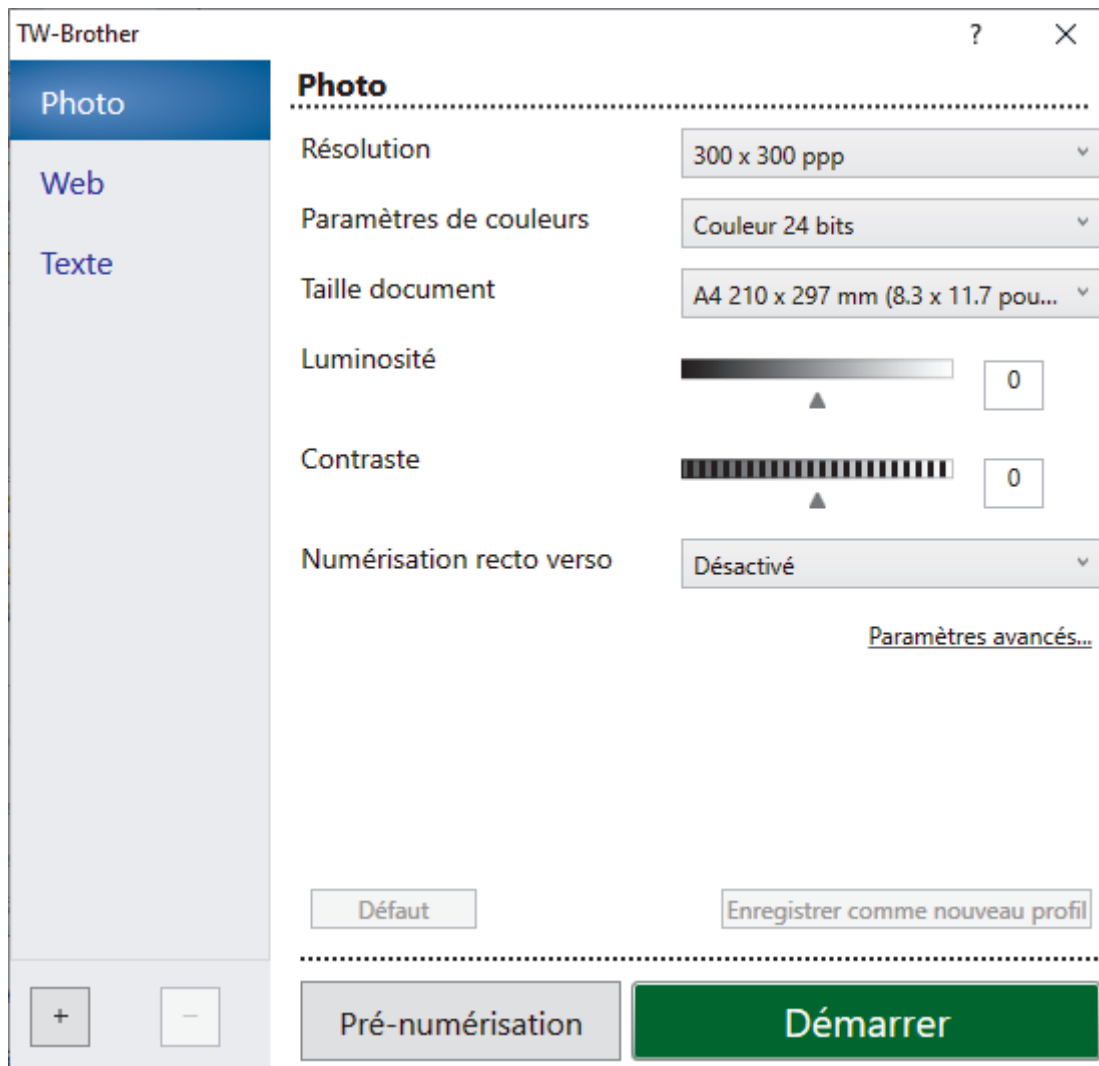 TW-Brother
?
Photo
Web
Texte
Photo
Résolution
300 x 300 ppp
Paramètres de couleurs
Couleur 24 bits
Taille document
A4 210 x 297 mm (8.3 x 11.7 pou...
Luminosité
0
Contraste
0
Numérisation recto verso
Désactivé
Paramètres avancés...
Défaut
Enregistrer comme nouveau profil
+
−
Pré-numérisation
Démarrer